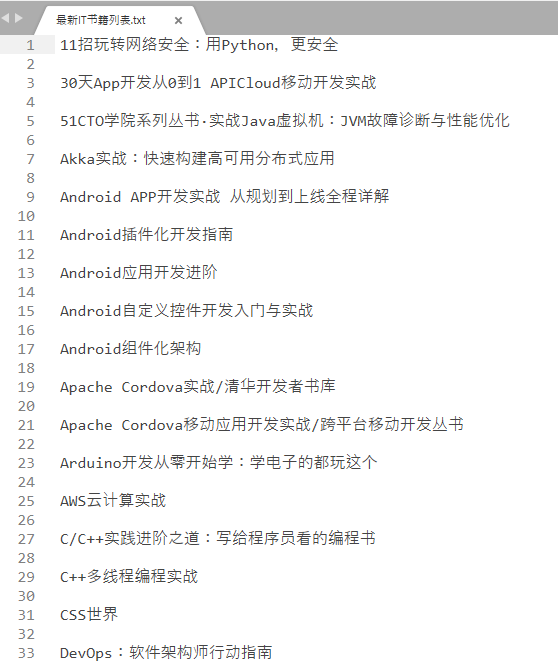 最新IT书籍列表.txt ×
1 11招玩转网络安全：用Python，更安全
2
3 30天App开发从0到1 APICloud移动开发实战
4
5 51CTO学院系列丛书·实战Java虚拟机：JVM故障诊断与性能优化
6
7 Akka实战：快速构建高可用分布式应用
8
9 Android APP开发实战 从规划到上线全程详解
10
11 Android插件化开发指南
12
13 Android应用开发进阶
14
15 Android自定义控件开发入门与实战
16
17 Android组件化架构
18
19 Apache Cordova实战/清华开发者书库
20
21 Apache Cordova移动应用开发实战/跨平台移动开发丛书
22
23 Arduino开发从零开始学：学电子的都玩这个
24
25 AWS云计算实战
26
27 C/C++实践进阶之道：写给程序员看的编程书
28
29 C++多线程编程实战
30
31 CSS世界
32
33 DevOps：软件架构师行动指南